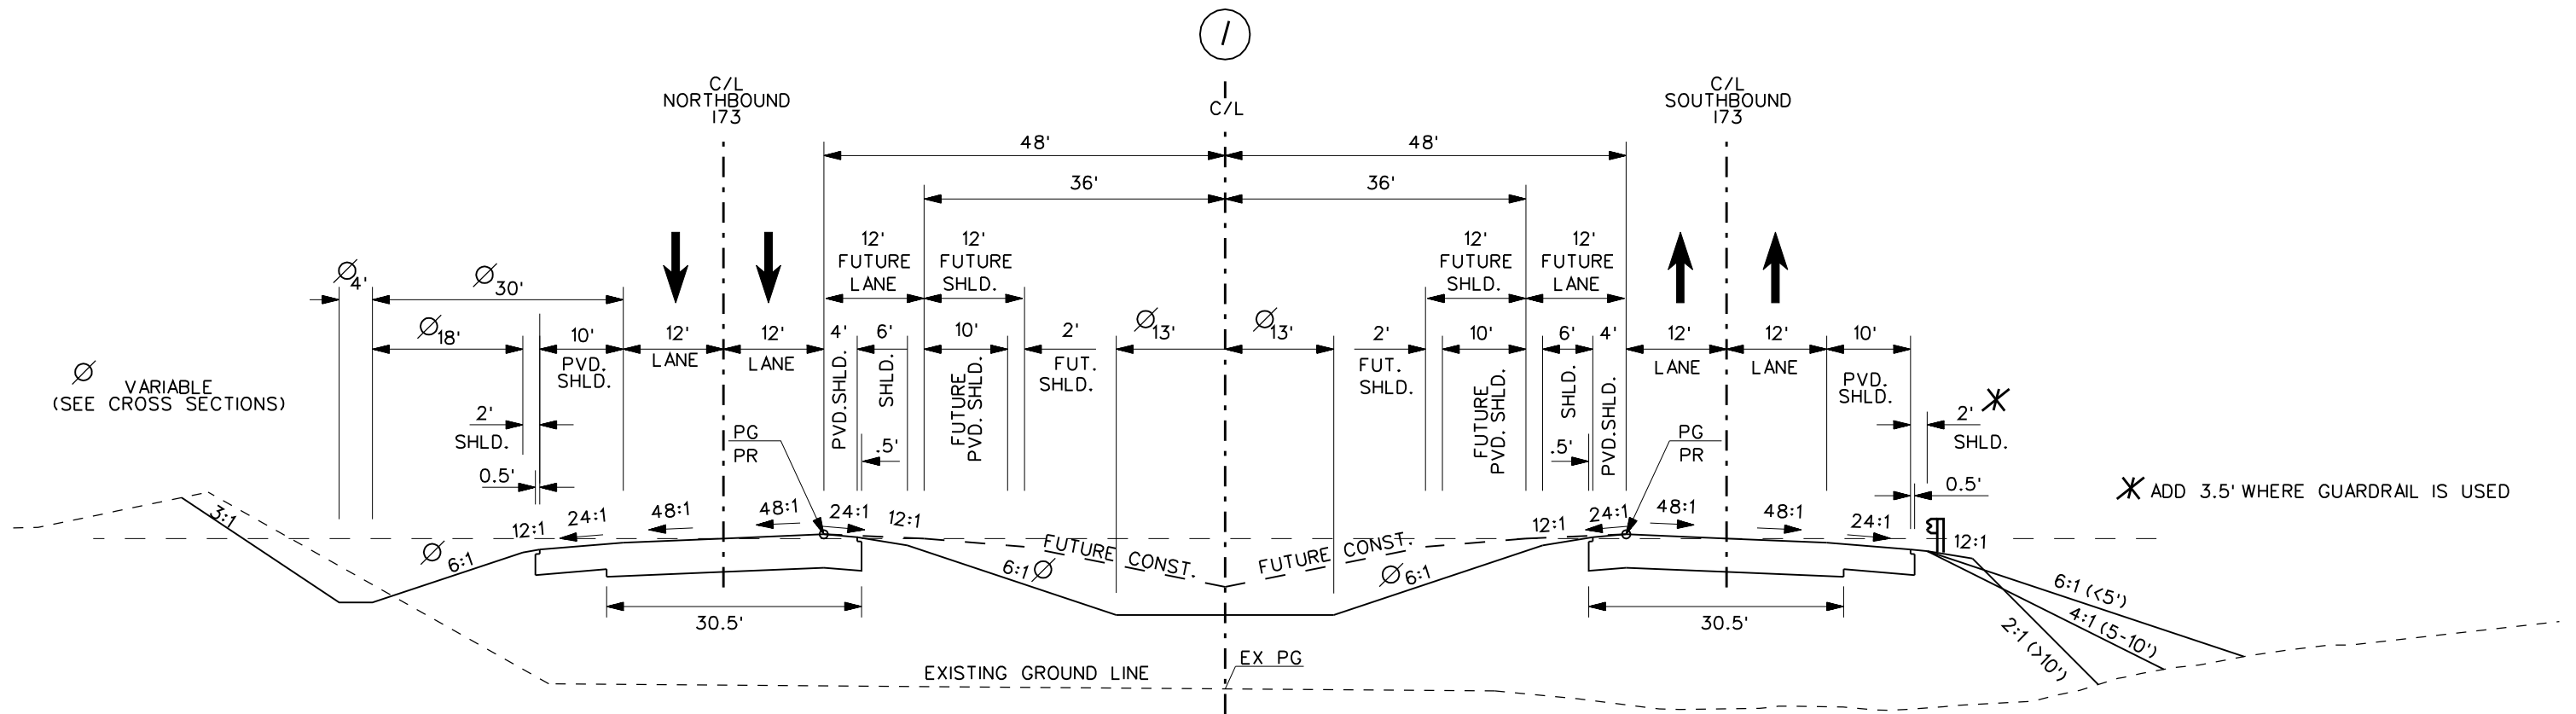 1
C/L
NORTHBOUND
I73
C/L
C/L
SOUTHBOUND
I73
48'
48'
36'
36'
12'
FUTURE
LANE
12'
FUTURE
SHLD.
12'
FUTURE
SHLD.
12'
FUTURE
LANE
Ø 4'
Ø 30'
Ø 18'
10'
PVD.
SHLD.
12'
LANE
12'
LANE
4'
PVD.SHLD.
6'
SHLD.
10'
FUTURE
PVD. SHLD.
2'
FUT.
SHLD.
Ø 13'
Ø 13'
2'
FUT.
SHLD.
10'
FUTURE
PVD. SHLD.
6'
SHLD.
4'
PVD.SHLD.
12'
LANE
12'
LANE
10'
PVD.
SHLD.
Ø VARIABLE
(SEE CROSS SECTIONS)
2'
SHLD.
0.5'
PG
PR
.5'
.5'
PG
PR
2' Ж
SHLD.
0.5'
Ж ADD 3.5' WHERE GUARDRAIL IS USED
3:1
Ø 6:1
12:1
24:1
48:1
48:1
24:1
12:1
6:1 Ø
FUTURE CONST.
FUTURE CONST.
Ø 6:1
12:1
24:1
48:1
48:1
24:1
12:1
6:1 (<5')
4:1 (5-10')
2:1 (>10')
30.5'
30.5'
EXISTING GROUND LINE
EX PG